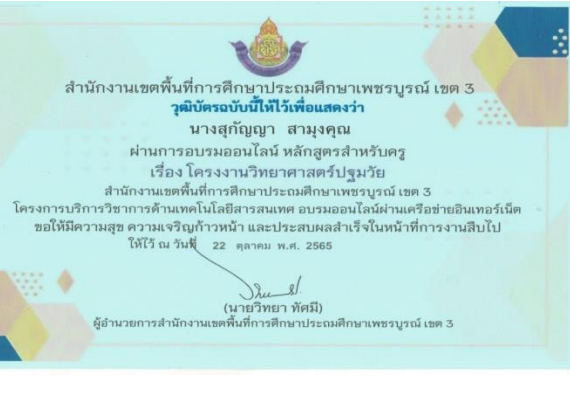 สำนักงานเขตพื้นที่การศึกษาประถมศึกษาเพชรบูรณ์ เขต 3
วุฒิบัตรฉบับนี้ให้ไว้เพื่อแสดงว่า
นางสุกัญญา สามุงคุณ
ผ่านการอบรมออนไลน์ หลักสูตรสำหรับครู
เรื่อง โครงงานวิทยาศาสตร์ปฐมวัย
สำนักงานเขตพื้นที่การศึกษาประถมศึกษาเพชรบูรณ์ เขต 3
โครงการบริการวิชาการด้านเทคโนโลยีสารสนเทศ อบรมออนไลน์ผ่านเครือข่ายอินเทอร์เน็ต
ขอให้มีความสุข ความเจริญก้าวหน้า และประสบผลสำเร็จในหน้าที่การงานสืบไป
ให้ไว้ ณ วันที่ 22 ตุลาคม พ.ศ. 2565
(นายวิทยา ทัศมี)
ผู้อำนวยการสำนักงานเขตพื้นที่การศึกษาประถมศึกษาเพชรบูรณ์ เขต 3